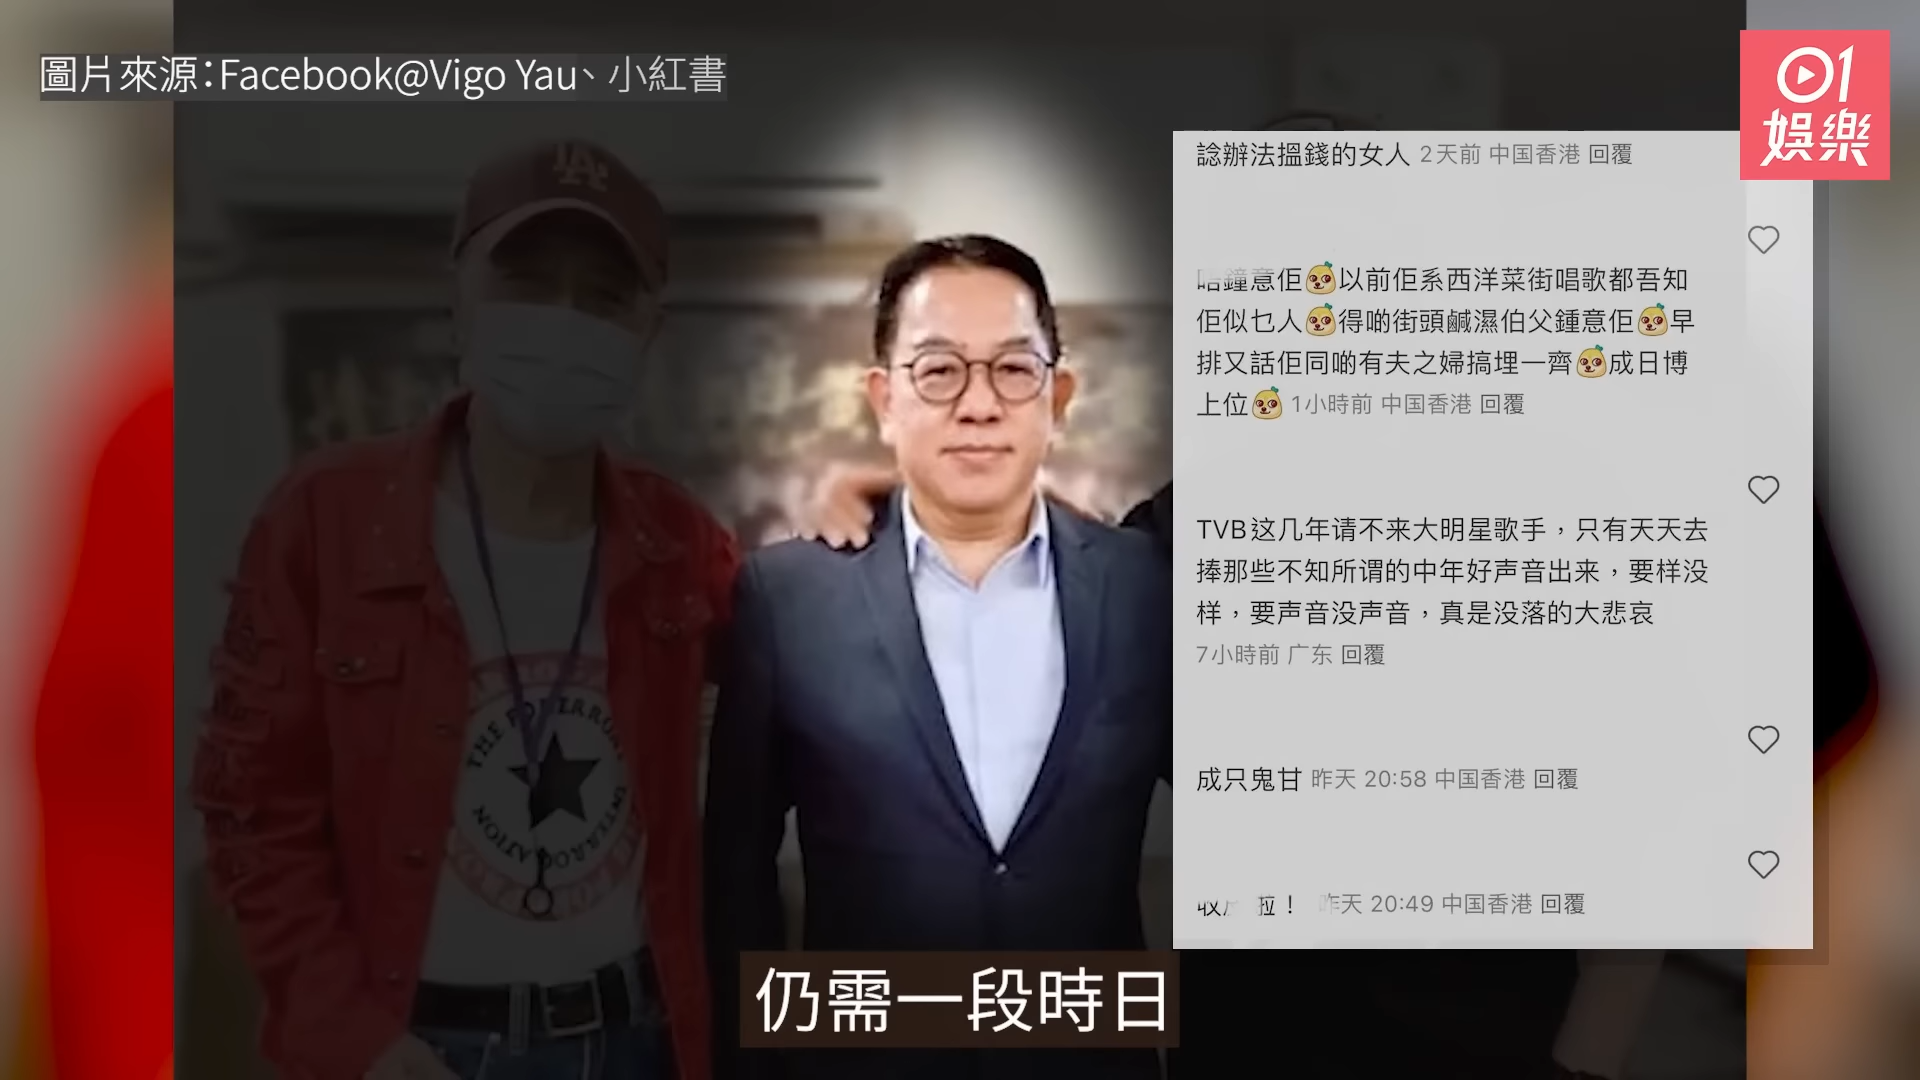 圖片來源：Facebook@Vigo Yau、小紅書
01
娛樂
諗辦法搵錢的女人 2天前 中国香港 回覆
唔鐘意佢以前佢系西洋菜街唱歌都吾知
佢似乜人得啲街頭鹹濕伯父鍾意佢早
排又話佢同啲有夫之婦搞埋一齊成日博
上位 1小時前 中国香港 回覆
TVB这几年请不来大明星歌手，只有天天去
捧那些不知所谓的中年好声音出来，要样没
样，要声音没声音，真是没落的大悲哀
7小時前 广东 回覆
成只鬼甘 昨天 20:58 中国香港 回覆
啦！ 昨天 20:49 中国香港 回覆
LA
THE
NOITAGORRETNI
仍需一段時日